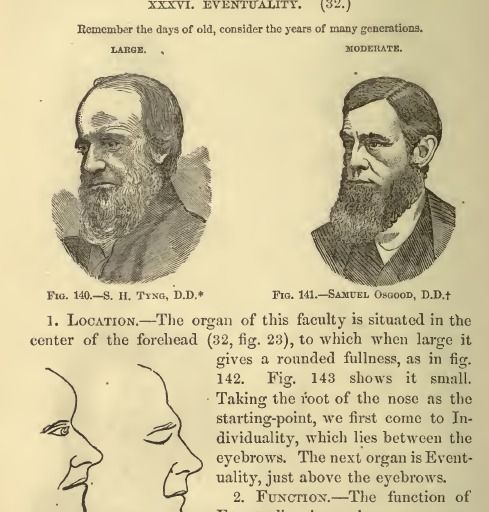 XXXVI. EVENTUALITY. (32.)
Remember the days of old, consider the years of many generations.
LARGE.
MODERATE.
FIG. 140.—S. H. TYNG, D.D.*
FIG. 141.—SAMUEL OSGOOD, D.D.†
1. LOCATION.—The organ of this faculty is situated in the
center of the forehead (32, fig. 23), to which when large it
gives a rounded fullness, as in fig.
142. Fig. 143 shows it small.
Taking the root of the nose as the
starting-point, we first come to In-
dividuality, which lies between the
eyebrows. The next organ is Event-
uality, just above the eyebrows.
2. FUNCTION.—The function of